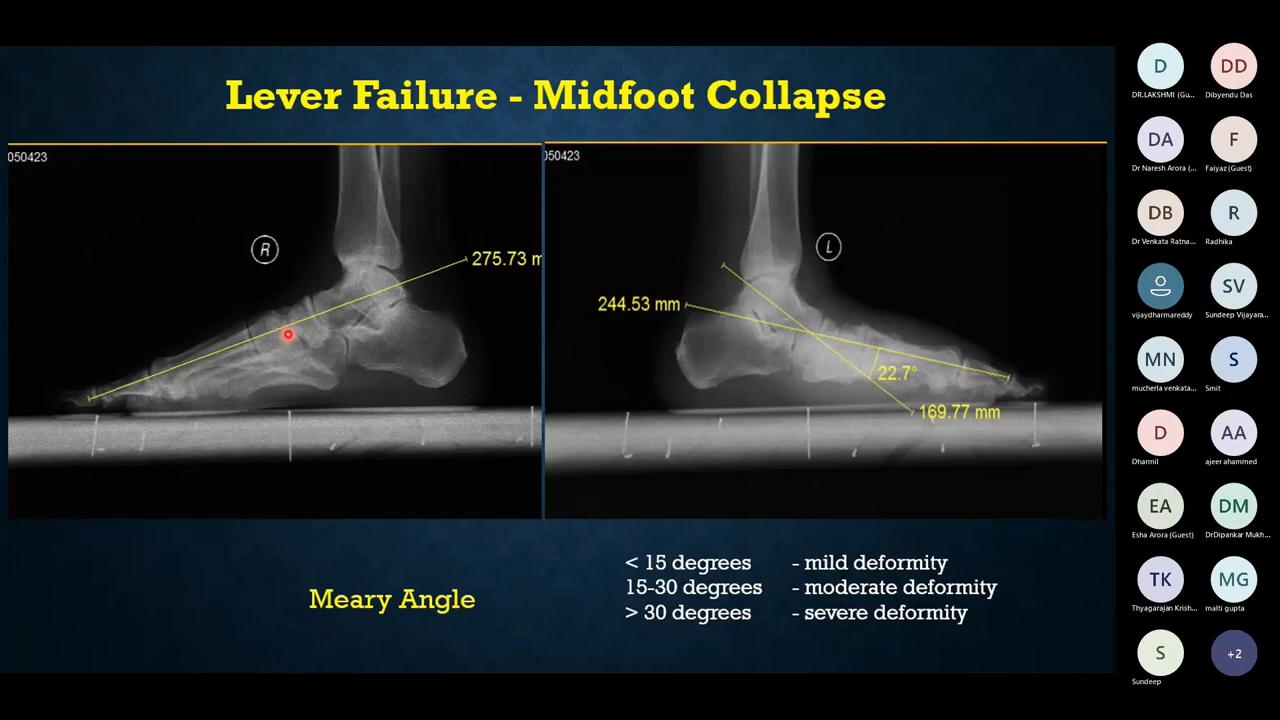 Lever Failure - Midfoot Collapse
050423
R
275.73 m
050423
L
244.53 mm
22.7°
169.77 mm
Meary Angle
< 15 degrees - mild deformity
15-30 degrees - moderate deformity
> 30 degrees - severe deformity
D
DR.LAKSHMI (Gu...
DD
Dibyendu Das
DA
Dr Naresh Arora (...
F
Faiyaz (Guest)
DB
Dr Venkata Ratna...
R
Radhika
vijaydharmareddy
SV
Sundeep Vijayara...
MN
mucherla venkata...
S
Smit
D
Dharmil
AA
ajeer ahammed
EA
Esha Arora (Guest)
DM
DrDipankar Mukh...
TK
Thyagarajan Krish...
MG
malti gupta
S
Sundeep
+2